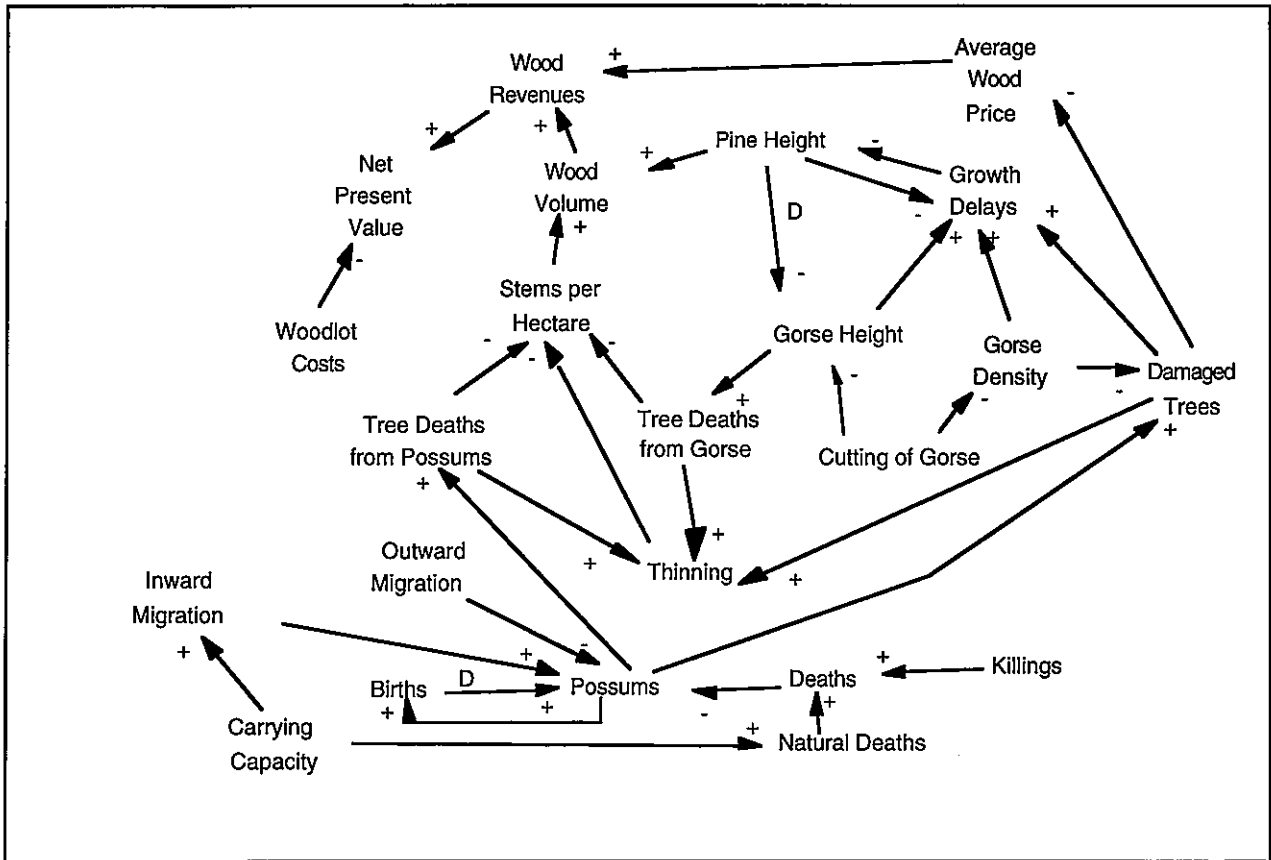 Wood
Revenues
+
Average
Wood
Price
-
+
+
Net
Present
Value
-
Wood
Volume
+
+
Pine Height
-
Growth
Delays
-
+
+
+
D
-
Stems per
Hectare
-
-
-
Woodlot
Costs
Gorse Height
-
Gorse
Density
-
-
Damaged
Trees
+
Tree Deaths
from Possums
+
+
Tree Deaths
from Gorse
Cutting of Gorse
+
+
Thinning
+
Outward
Migration
-
Inward
Migration
+
+
Births
+
D
+
Possums
-
Deaths
+
+
Killings
Carrying
Capacity
+
Natural Deaths